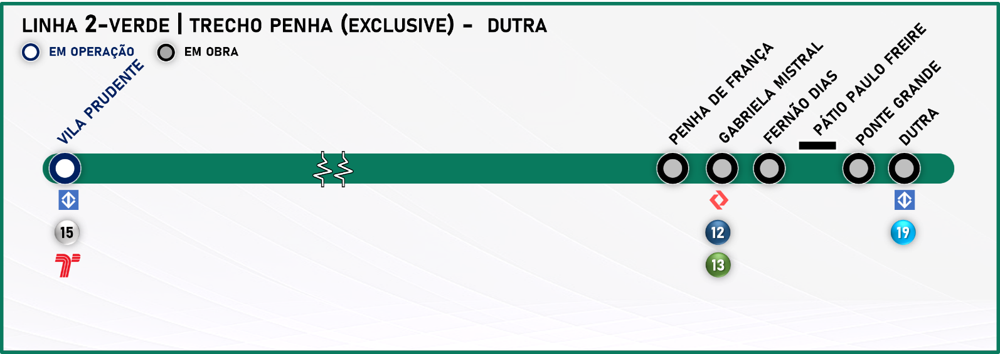 LINHA 2-VERDE | TRECHO PENHA (EXCLUSIVE) - DUTRA
EM OPERAÇÃO
EM OBRA
VILA PRUDENTE
PENHA DE FRANÇA
GABRIELA MISTRAL
FERNÃO DIAS
PÁTIO PAULO FREIRE
PONTE GRANDE
DUTRA
15
12
13
19